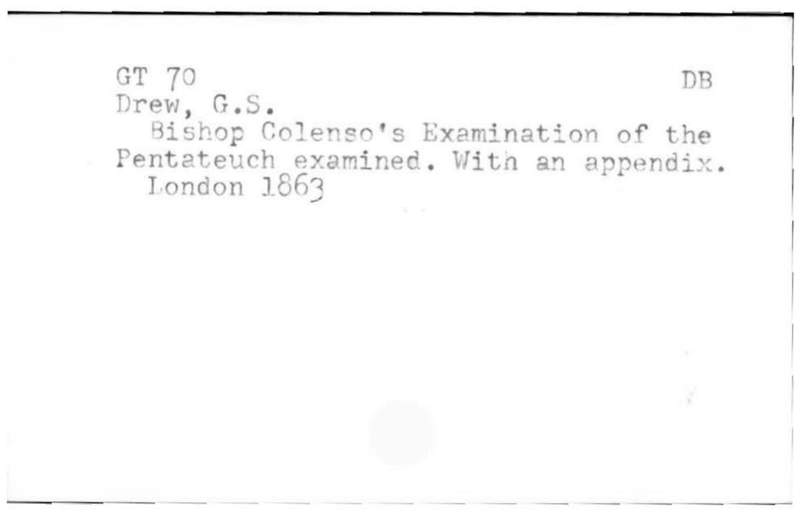 GT 70 DB
Drew, G.S.
Bishop Colenso's Examination of the
Pentateuch examined. With an appendix.
London 1863